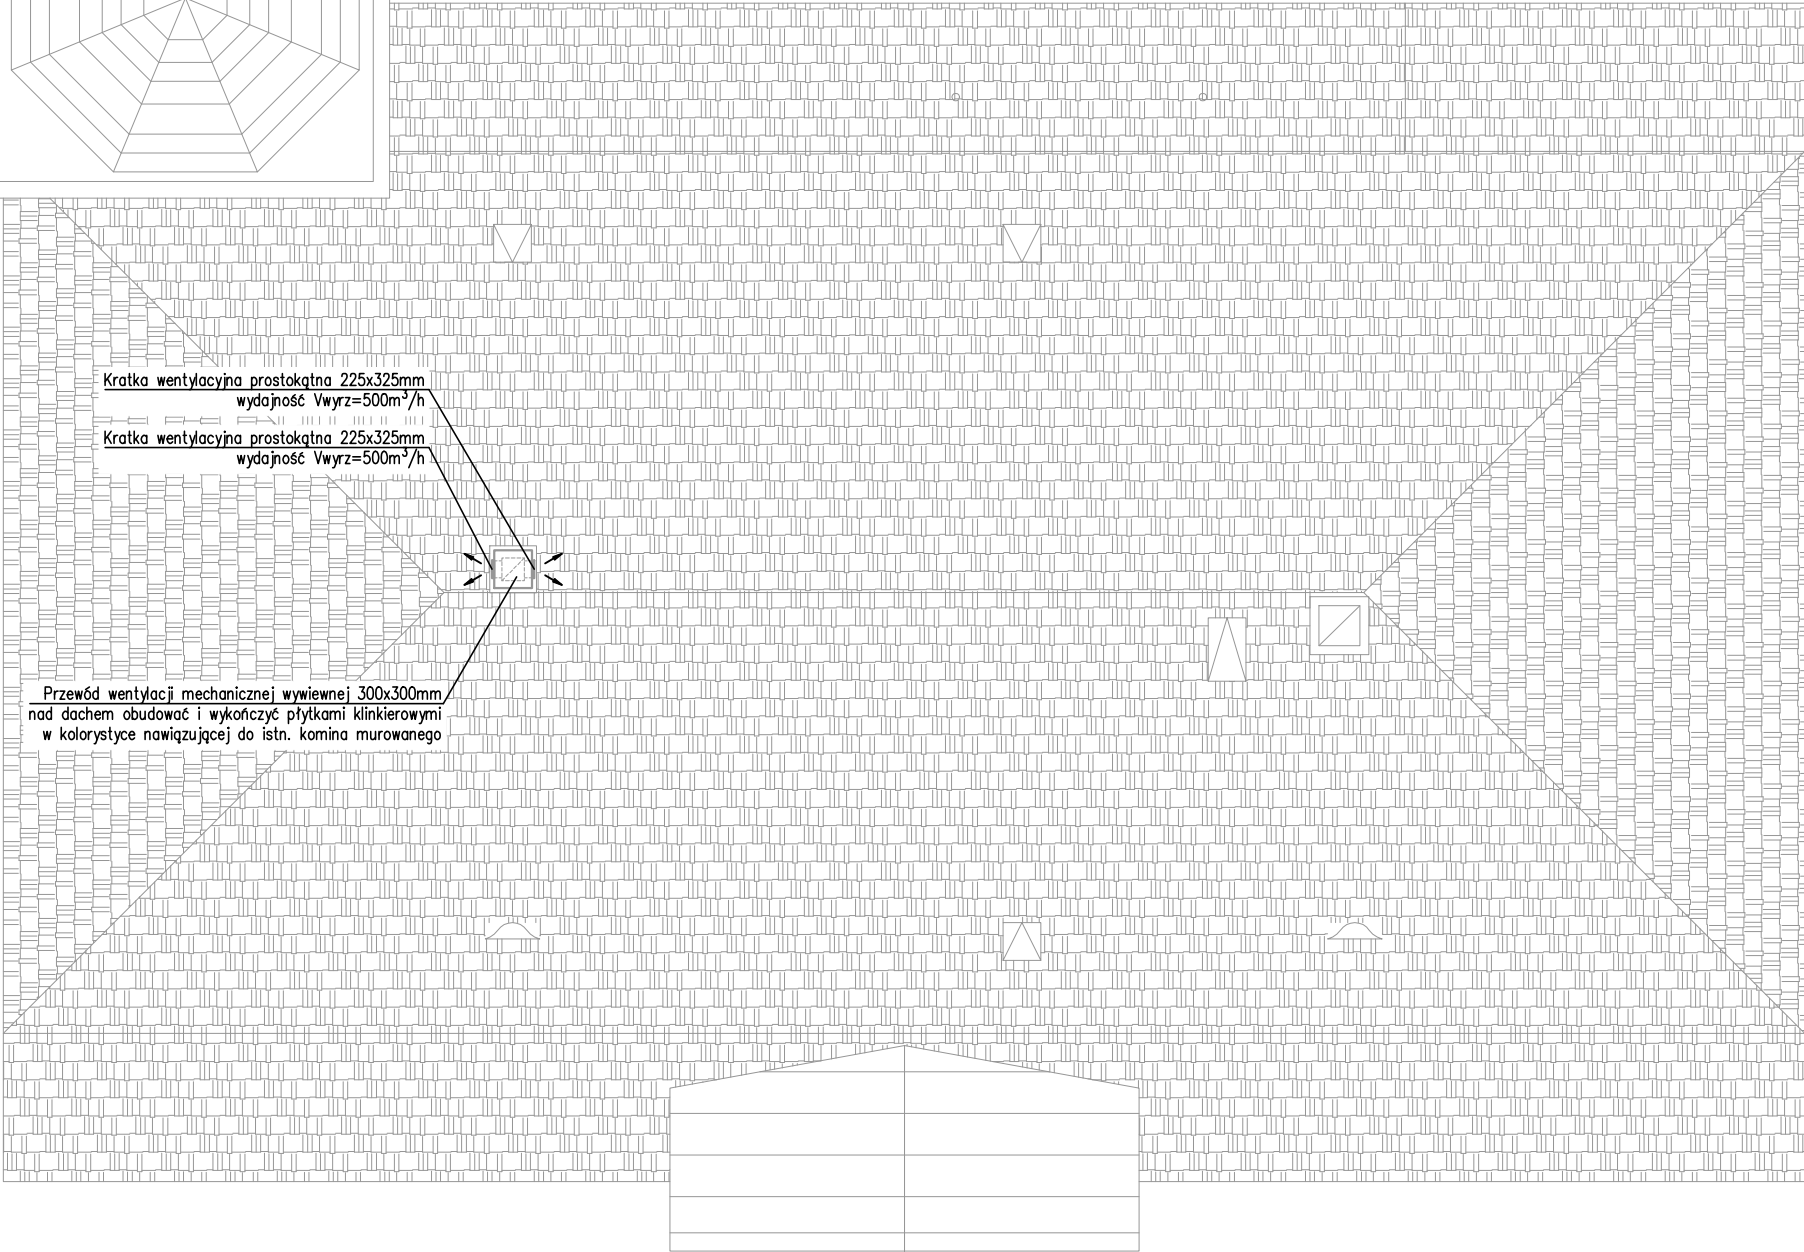 Kratka wentylacyjna prostokątna 225x325mm
wydajność Vwyrz=500m³/h
Kratka wentylacyjna prostokątna 225x325mm
wydajność Vwyrz=500m³/h
Przewód wentylacji mechanicznej wywiewnej 300x300mm
nad dachem obudować i wykończyć płytkami klinkierowymi
w kolorystyce nawiązującej do istn. komina murowanego